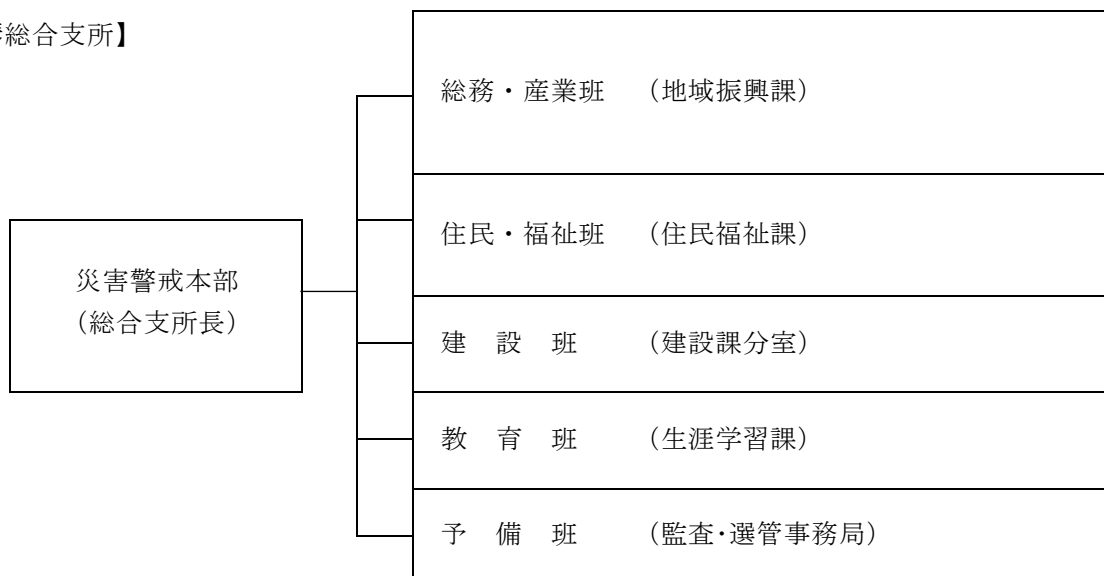 総合支所】
総務・産業班 （地域振興課）
住民・福祉班 （住民福祉課）
災害警戒本部
（総合支所長）
建 設 班 （建設課分室）
教 育 班 （生涯学習課）
予 備 班 （監査・選管事務局）